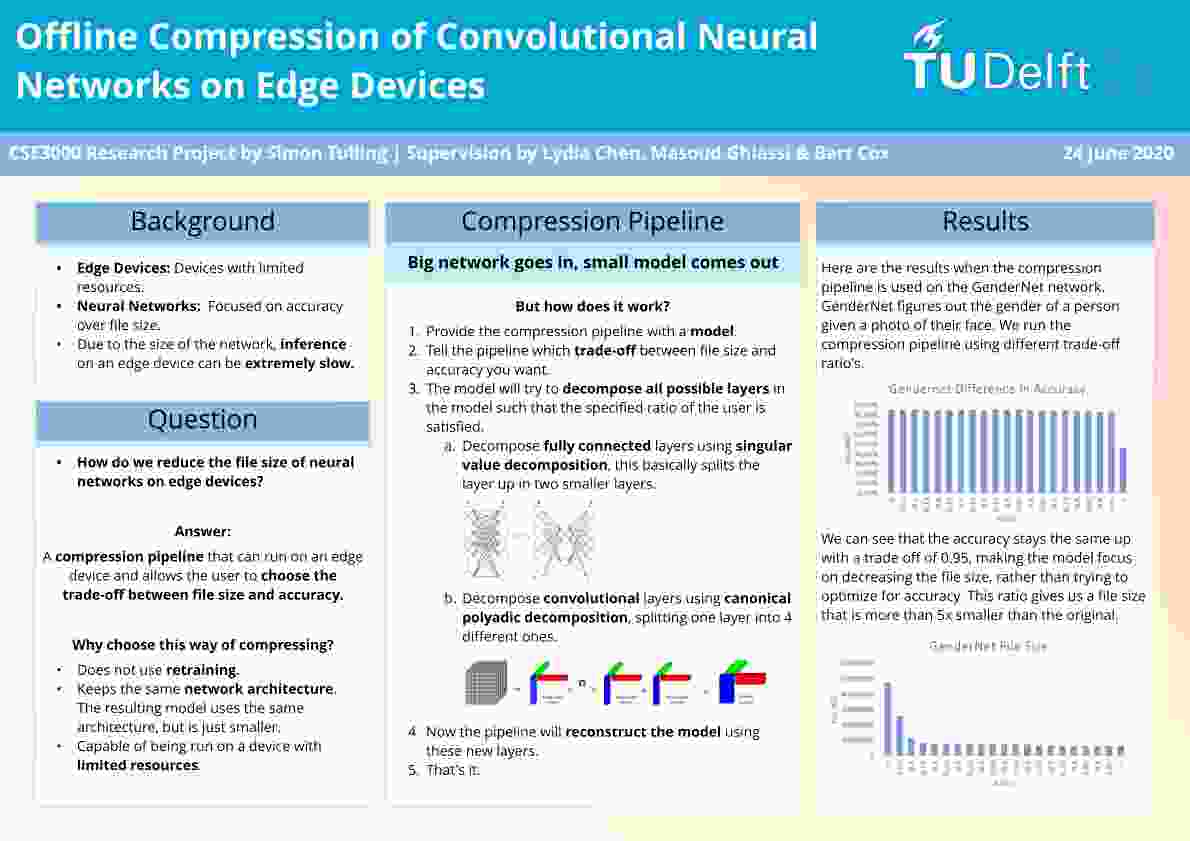 Offline Compression of Convolutional Neural
Networks on Edge Devices
TU Delft
CSE3000 Research Project by Simon Tulling | Supervision by Lydia Chen, Masoud Ghiassi & Bart Cox
24 June 2020
Background
• Edge Devices: Devices with limited
resources.
• Neural Networks: Focused on accuracy
over file size.
• Due to the size of the network, inference
on an edge device can be extremely slow.
Question
• How do we reduce the file size of neural
networks on edge devices?
Answer:
A compression pipeline that can run on an edge
device and allows the user to choose the
trade-off between file size and accuracy.
Why choose this way of compressing?
• Does not use retraining.
• Keeps the same network architecture.
The resulting model uses the same
architecture, but is just smaller.
• Capable of being run on a device with
limited resources.
Compression Pipeline
Big network goes in, small model comes out
But how does it work?
1. Provide the compression pipeline with a model.
2. Tell the pipeline which trade-off between file size and
accuracy you want.
3. The model will try to decompose all possible layers in
the model such that the specified ratio of the user is
satisfied.
a. Decompose fully connected layers using singular
value decomposition, this basically splits the
layer up in two smaller layers.
b. Decompose convolutional layers using canonical
polyadic decomposition, splitting one layer into 4
different ones.
4. Now the pipeline will reconstruct the model using
these new layers.
5. That's it.
Results
Here are the results when the compression
pipeline is used on the GenderNet network.
GenderNet figures out the gender of a person
given a photo of their face. We run the
compression pipeline using different trade-off
ratio's.
Gendernet Difference In Accuracy
We can see that the accuracy stays the same up
with a trade off of 0.95, making the model focus
on decreasing the file size, rather than trying to
optimize for accuracy. This ratio gives us a file size
that is more than 5x smaller than the original.
GenderNet File Size